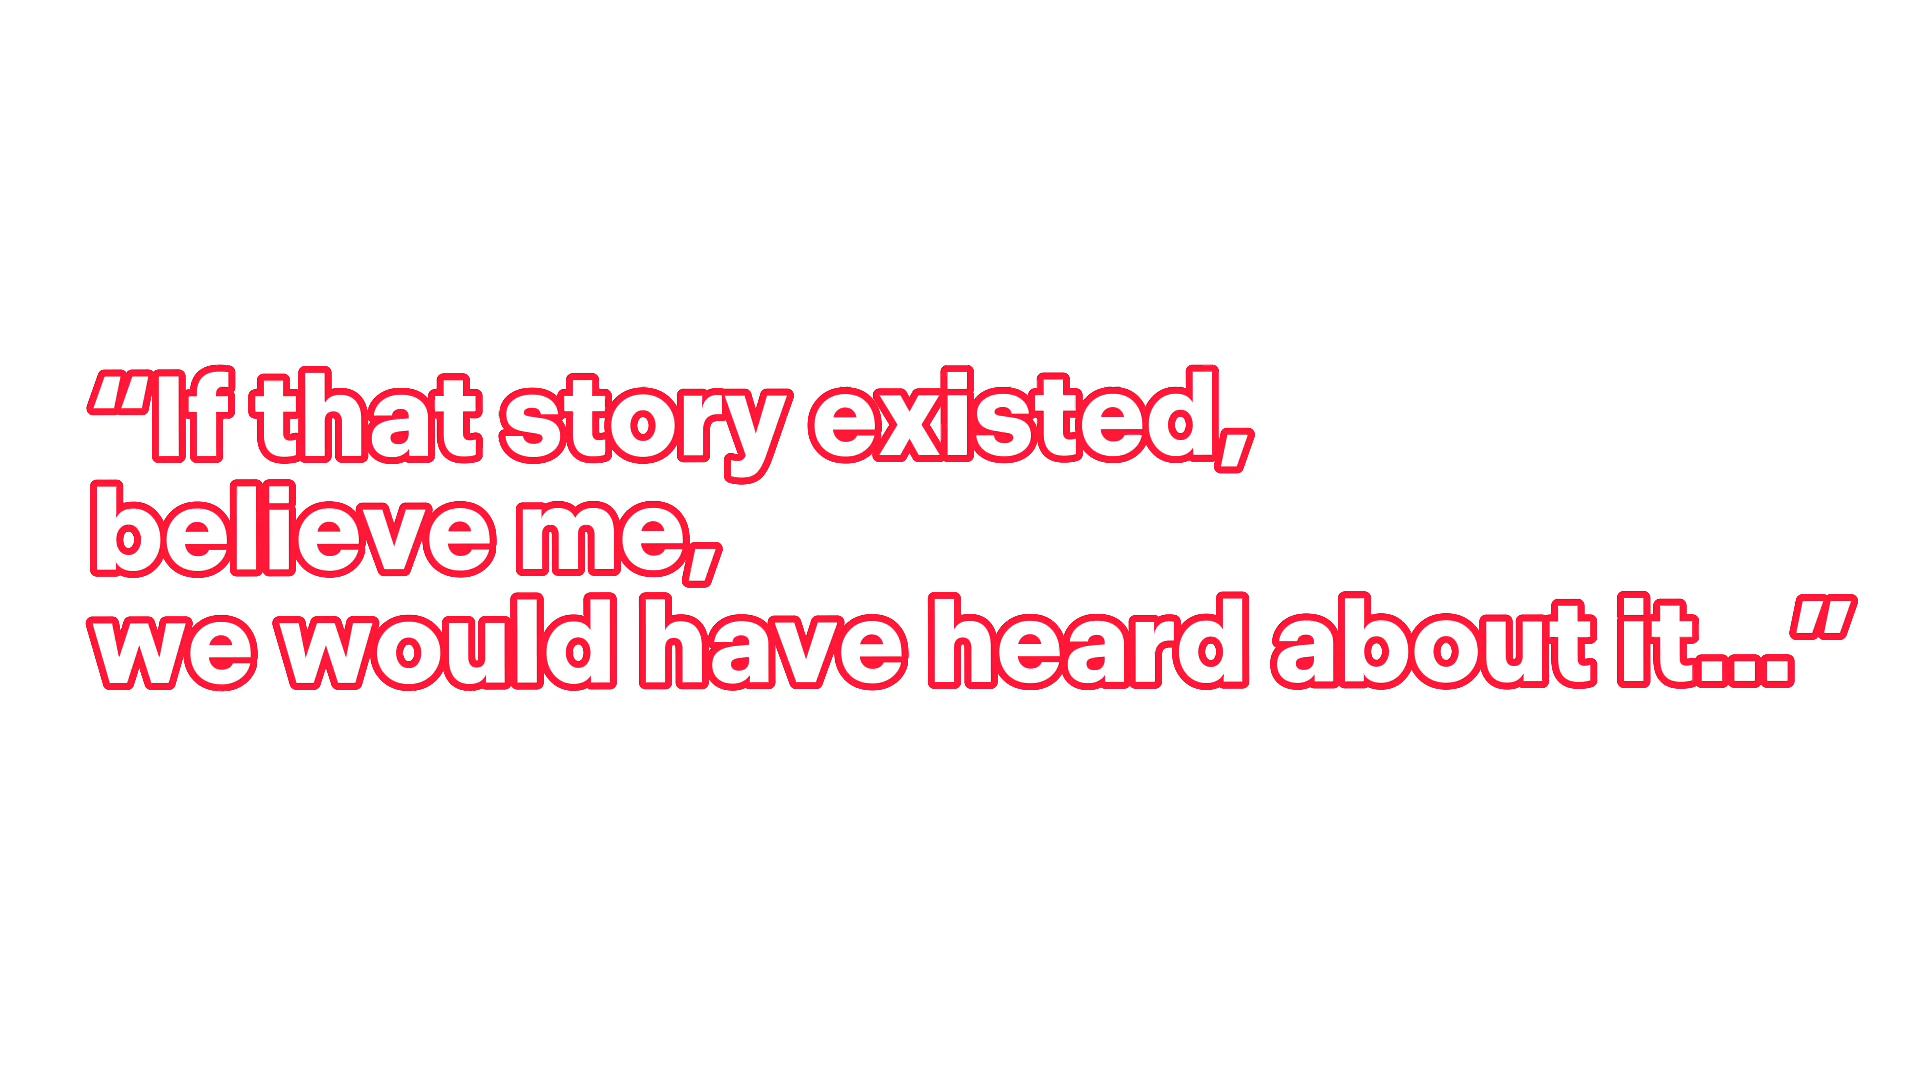 “If that story existed,
believe me,
we would have heard about it...”